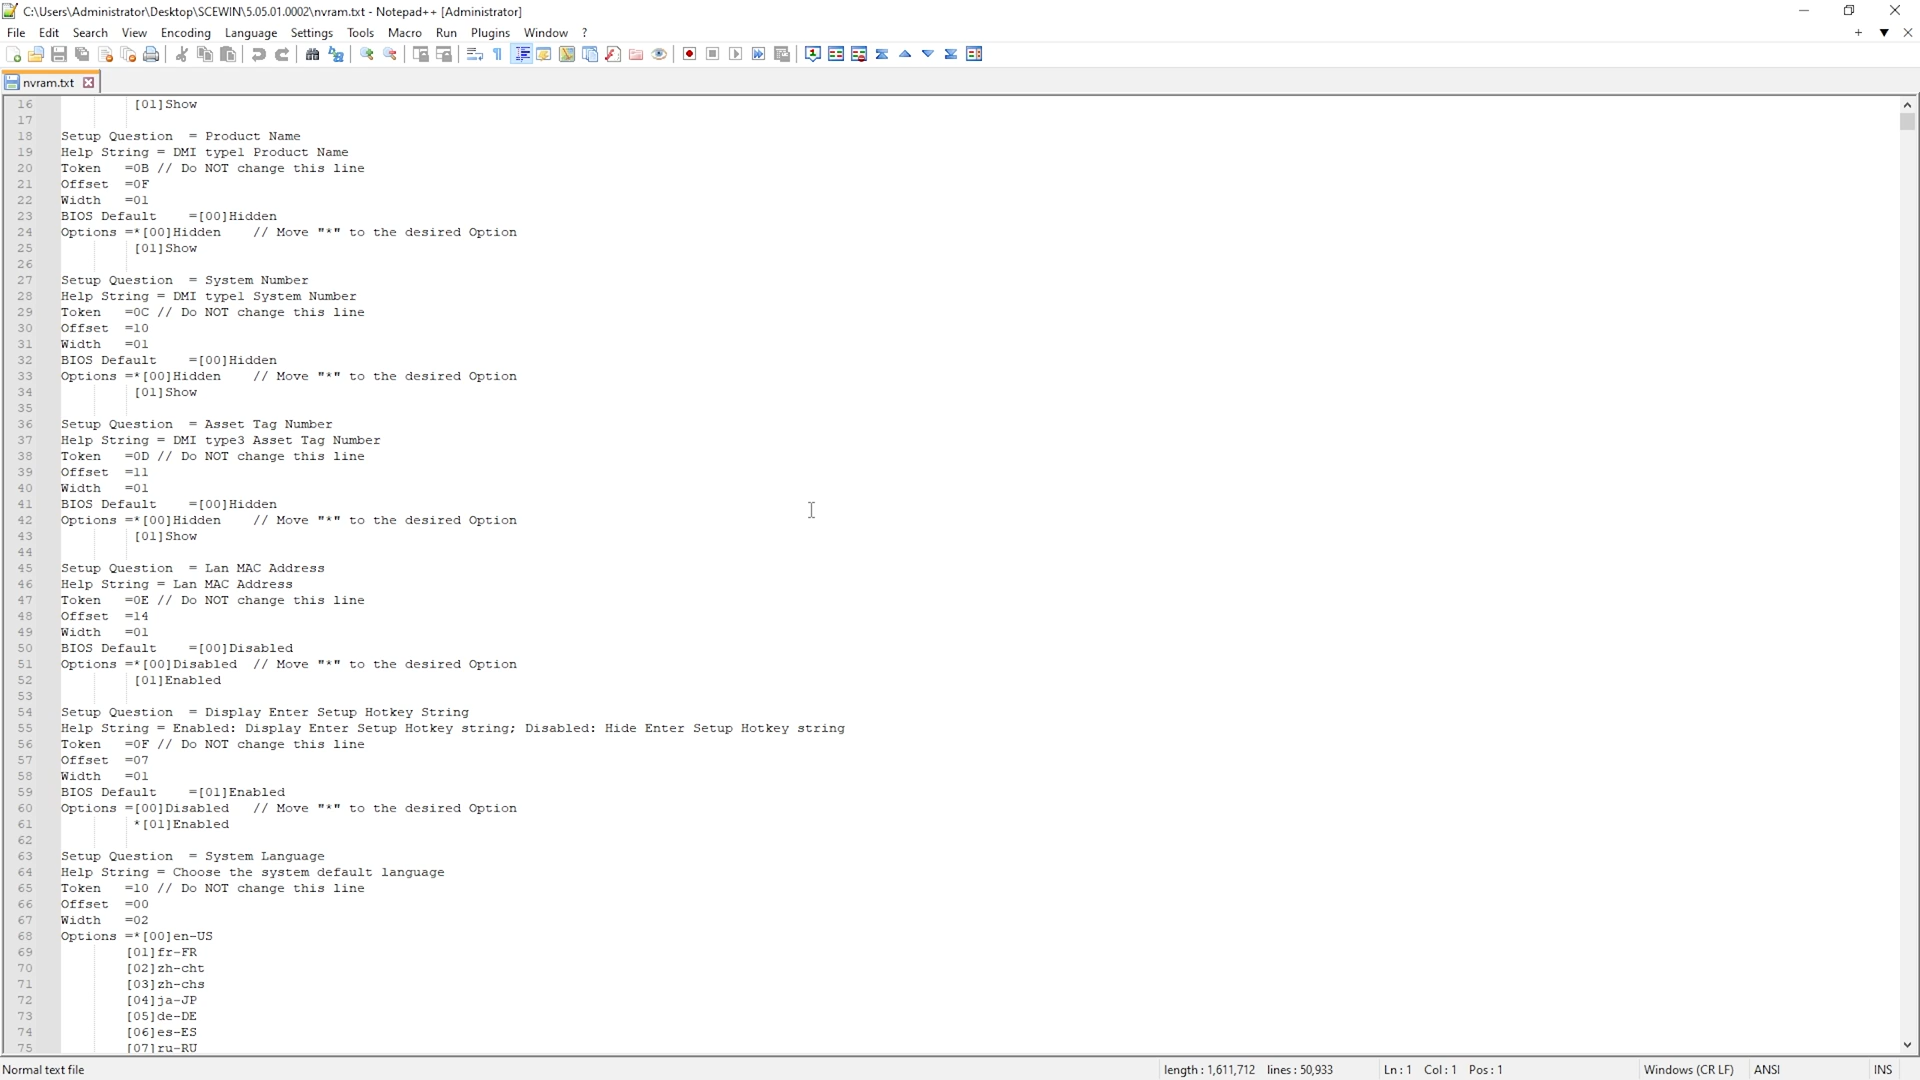 C:\Users\Administrator\Desktop\SCEWIN\5.05.01.0002\nvram.txt - Notepad++ [Administrator]
File Edit Search View Encoding Language Settings Tools Macro Run Plugins Window ?
nvram.txt
16 [01]Show
17
18 Setup Question = Product Name
19 Help String = DMI type1 Product Name
20 Token =0B // Do NOT change this line
21 Offset =0F
22 Width =01
23 BIOS Default =[00]Hidden
24 Options =*[00]Hidden // Move "*" to the desired Option
25 [01]Show
26
27 Setup Question = System Number
28 Help String = DMI type1 System Number
29 Token =0C // Do NOT change this line
30 Offset =10
31 Width =01
32 BIOS Default =[00]Hidden
33 Options =*[00]Hidden // Move "*" to the desired Option
34 [01]Show
35
36 Setup Question = Asset Tag Number
37 Help String = DMI type3 Asset Tag Number
38 Token =0D // Do NOT change this line
39 Offset =11
40 Width =01
41 BIOS Default =[00]Hidden
42 Options =*[00]Hidden // Move "*" to the desired Option
43 [01]Show
44
45 Setup Question = Lan MAC Address
46 Help String = Lan MAC Address
47 Token =0E // Do NOT change this line
48 Offset =14
49 Width =01
50 BIOS Default =[00]Disabled
51 Options =*[00]Disabled // Move "*" to the desired Option
52 [01]Enabled
53
54 Setup Question = Display Enter Setup Hotkey String
55 Help String = Enabled: Display Enter Setup Hotkey string; Disabled: Hide Enter Setup Hotkey string
56 Token =0F // Do NOT change this line
57 Offset =07
58 Width =01
59 BIOS Default =[01]Enabled
60 Options =[00]Disabled // Move "*" to the desired Option
61 *[01]Enabled
62
63 Setup Question = System Language
64 Help String = Choose the system default language
65 Token =10 // Do NOT change this line
66 Offset =00
67 Width =02
68 Options =*[00]en-US
69 [01]fr-FR
70 [02]zh-cht
71 [03]zh-chs
72 [04]ja-JP
73 [05]de-DE
74 [06]es-ES
75 [07]ru-RU
Normal text file length : 1,611,712 lines : 50,933 Ln : 1 Col : 1 Pos : 1 Windows (CR LF) ANSI INS